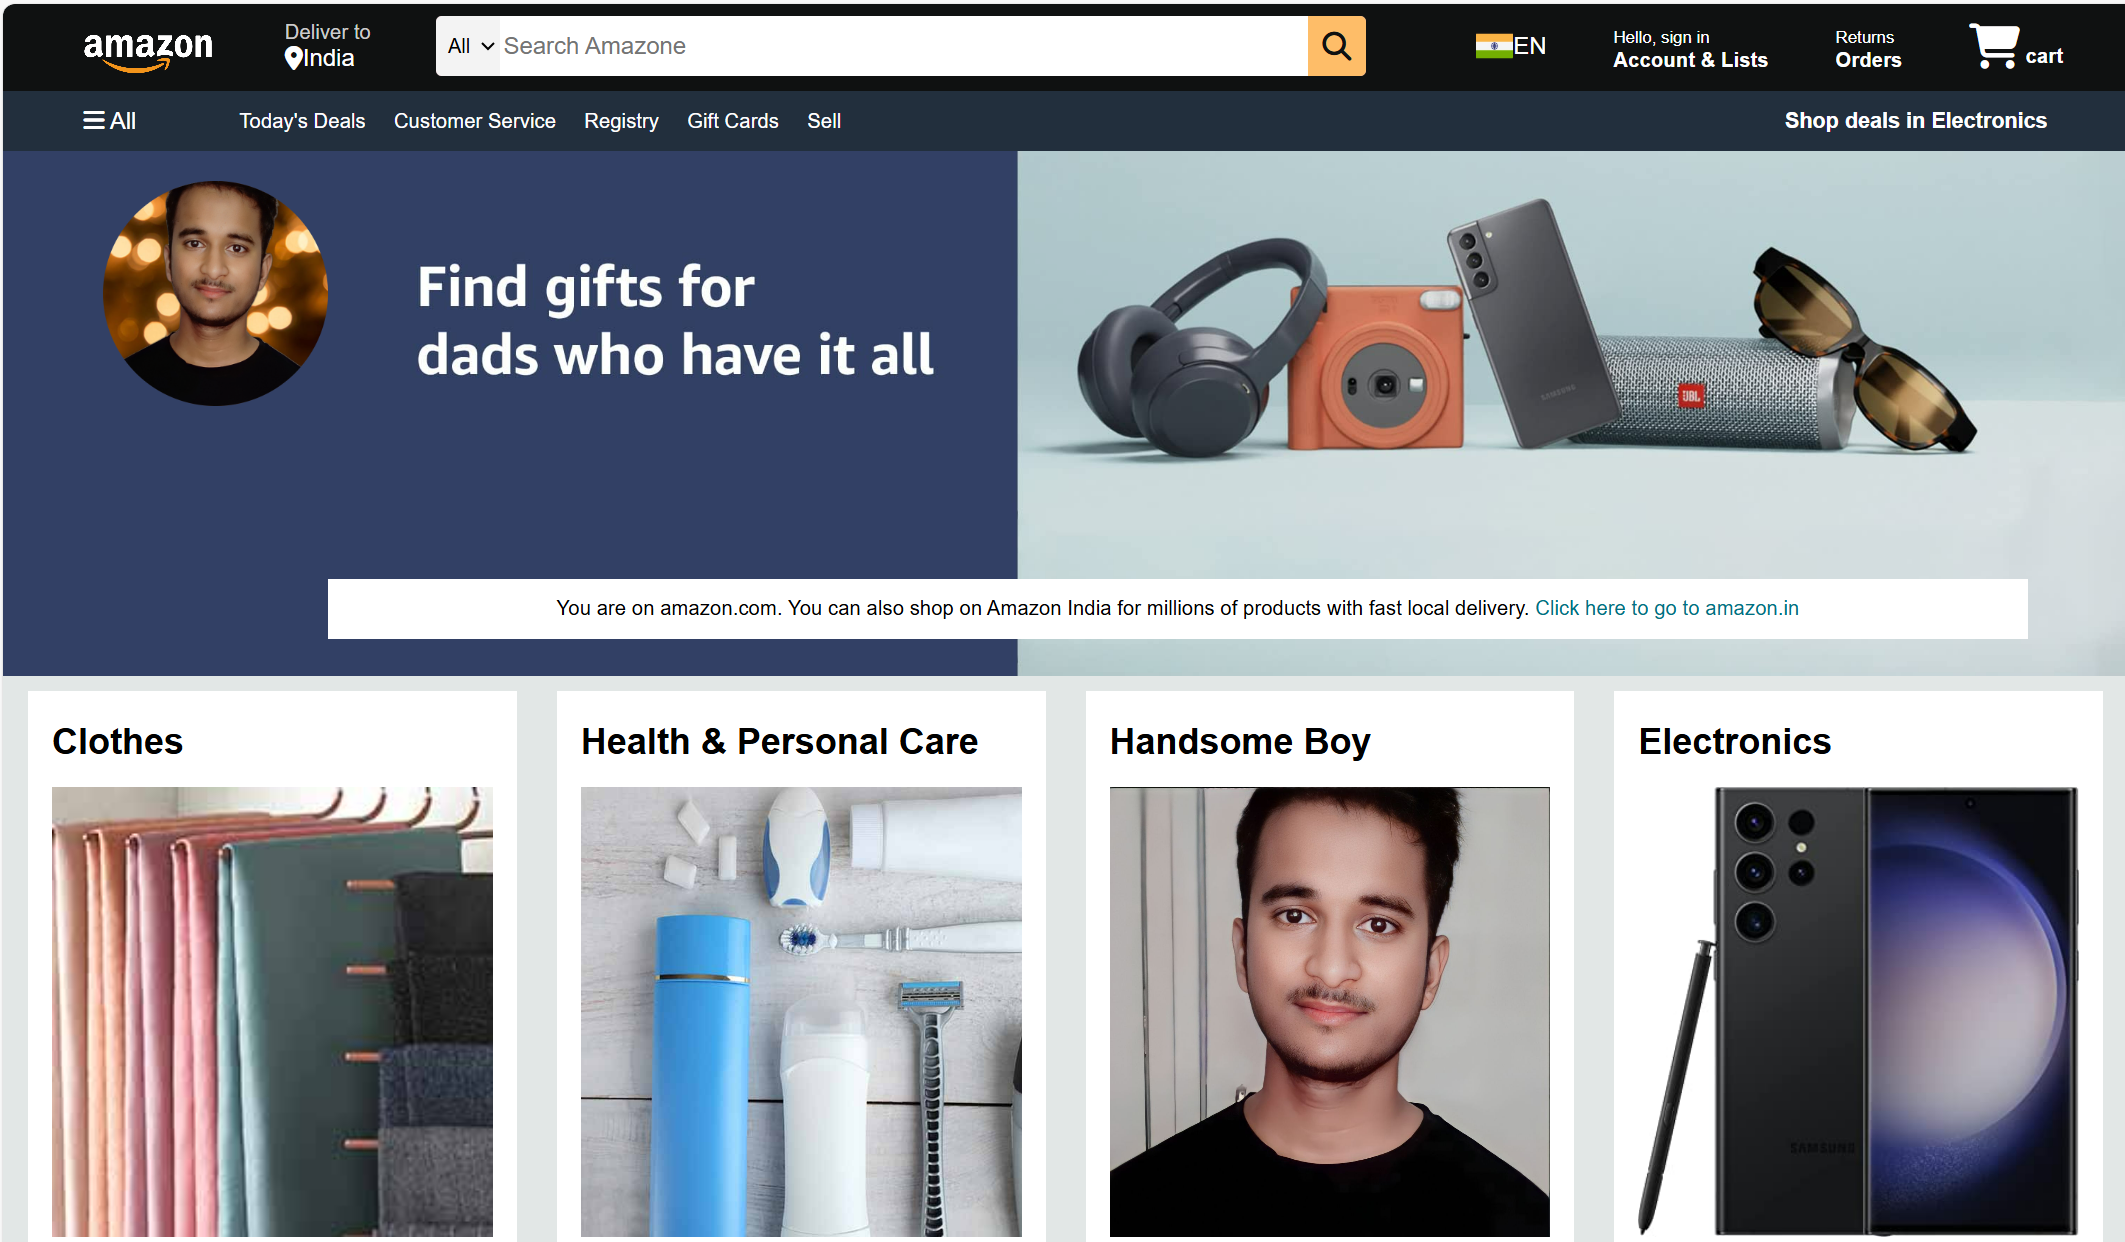 amazon
Deliver to
India
All
Search Amazone
EN
Hello, sign in
Account & Lists
Returns
Orders
cart
All
Today's Deals
Customer Service
Registry
Gift Cards
Sell
Shop deals in Electronics
Find gifts for
dads who have it all
SAMSUNG
JBL
You are on amazon.com. You can also shop on Amazon India for millions of products with fast local delivery. Click here to go to amazon.in
Clothes
Health & Personal Care
Handsome Boy
Electronics
SAMSUNG